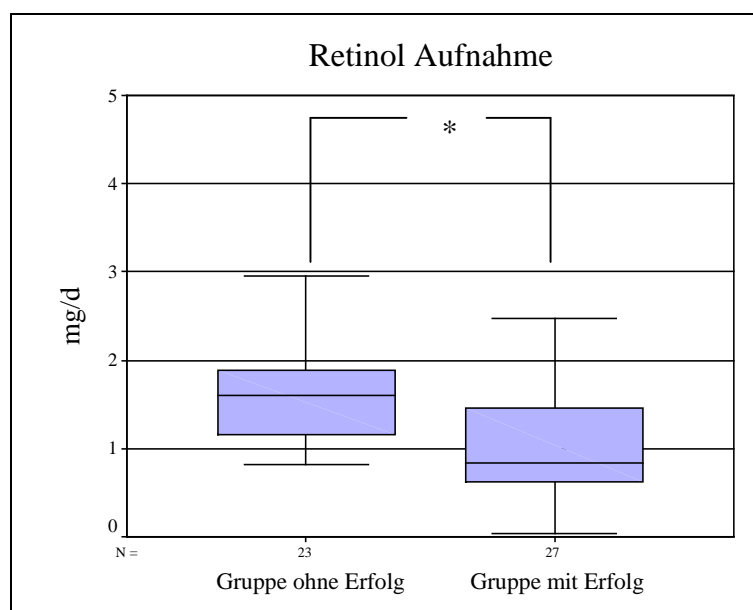 Retinol Aufnahme
5
*
4
3
mg/d
2
1
0
N =
23
27
Gruppe ohne Erfolg
Gruppe mit Erfolg